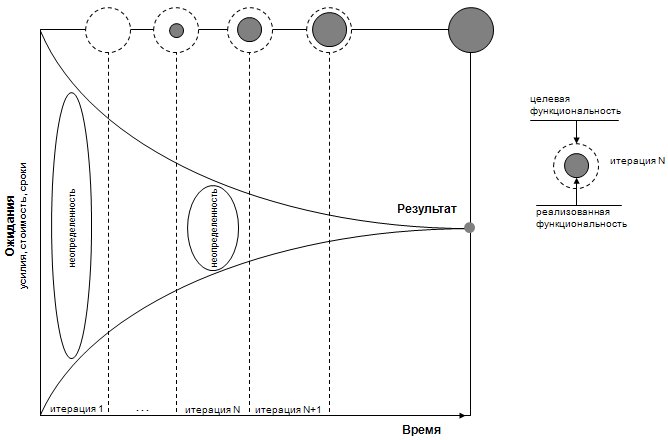 целевая
функциональность
итерация N
реализованная
функциональность
Ожидания
усилия, стоимость, сроки
неопределенность
неопределенность
Результат
итерация 1
. . .
итерация N
итерация N+1
Время